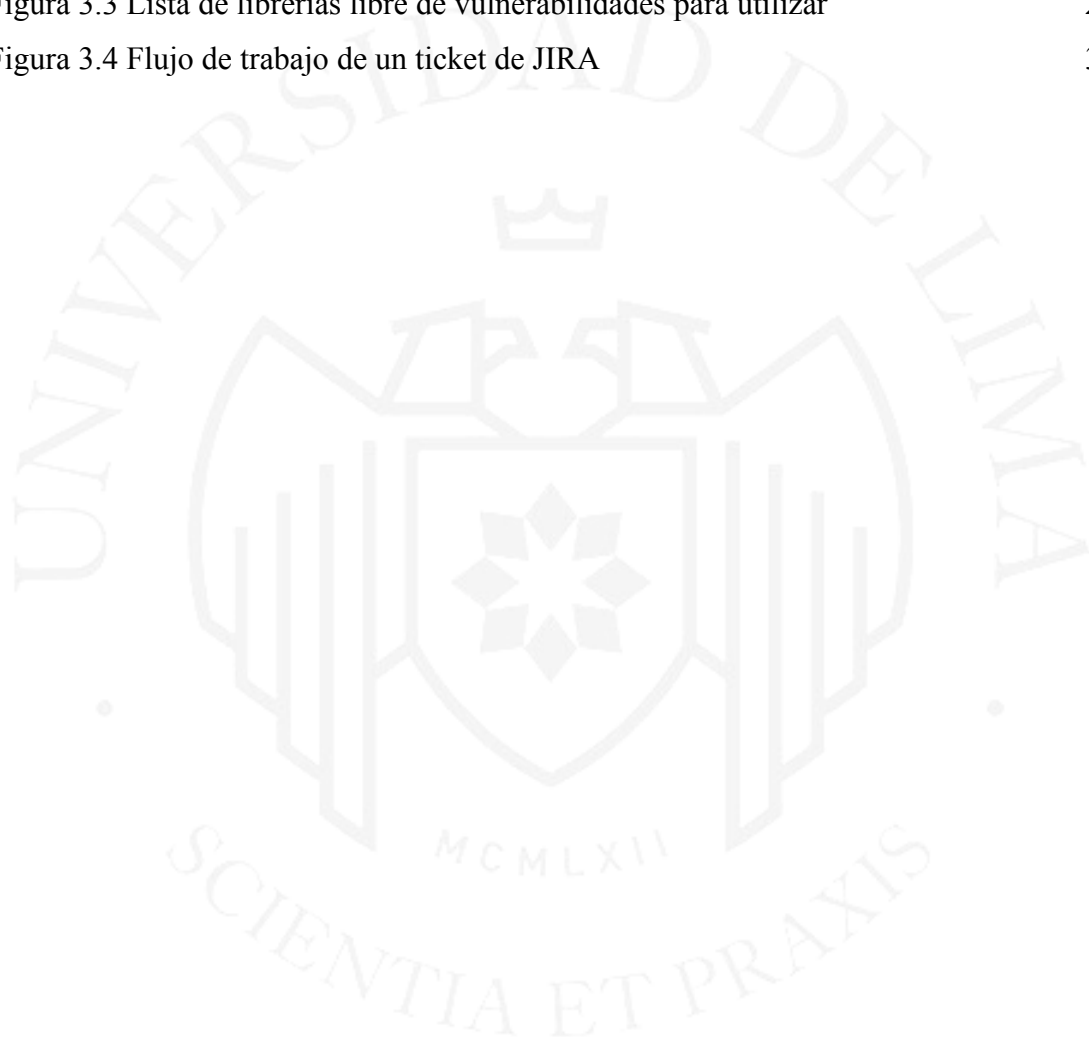 Figura 3.3 Lista de librerías libre de vulnerabilidades para utilizar
Figura 3.4 Flujo de trabajo de un ticket de JIRA
UNIVERSIDAD DE LIMA
MCMLXII
SCIENTIA ET PRAXIS